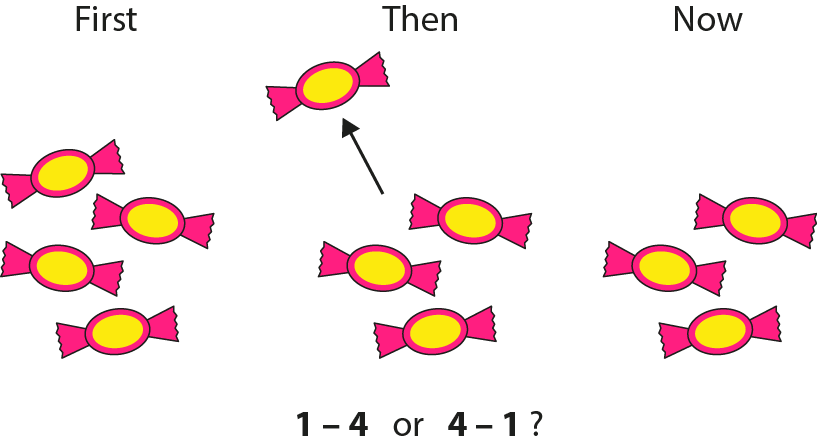 First Then Now
1 – 4 or 4 – 1 ?